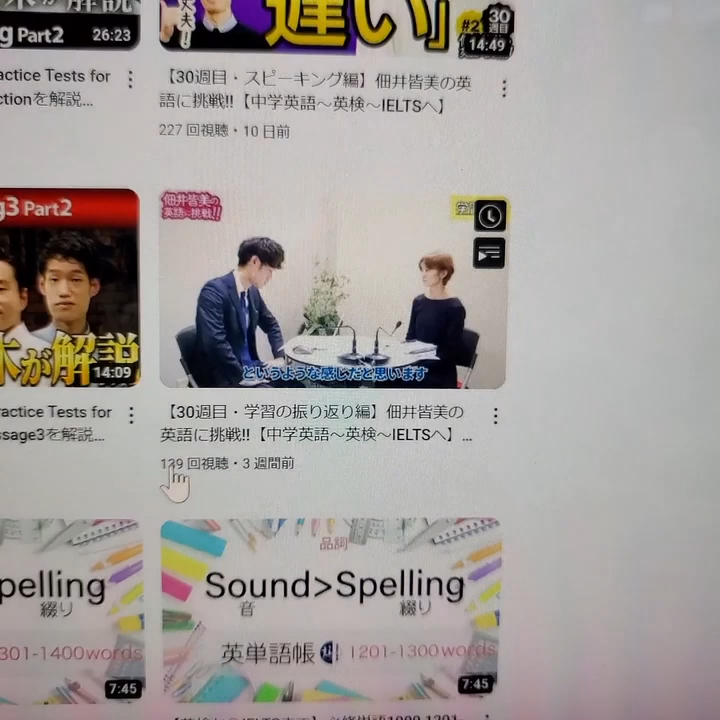 g Part2
26:23
違い」
#2
30
週目
14:49
actice Tests for
ctionを解説...
【30週目・スピーキング編】佃井皆美の英
語に挑戦!!【中学英語〜英検〜IELTSへ】
227 回視聴・10 日前
g3 Part2
佃井皆美の
英語に挑戦!!
というような感じだと思います
木が解説
14:09
ractice Tests for
ssage3を解説...
【30週目・学習の振り返り編】佃井皆美の
英語に挑戦!!【中学英語〜英検〜IELTSへ】...
139 回視聴・3 週間前
pelling
綴り
301-1400words
7:45
品詞
Sound>Spelling
音
綴り
英単語帳
1201-1300words
7:45